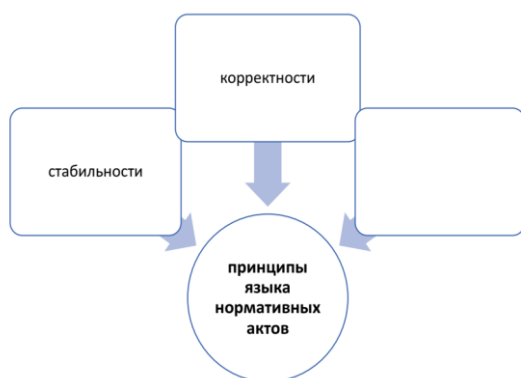 корректности
стабильности
принципы
языка
нормативных
актов